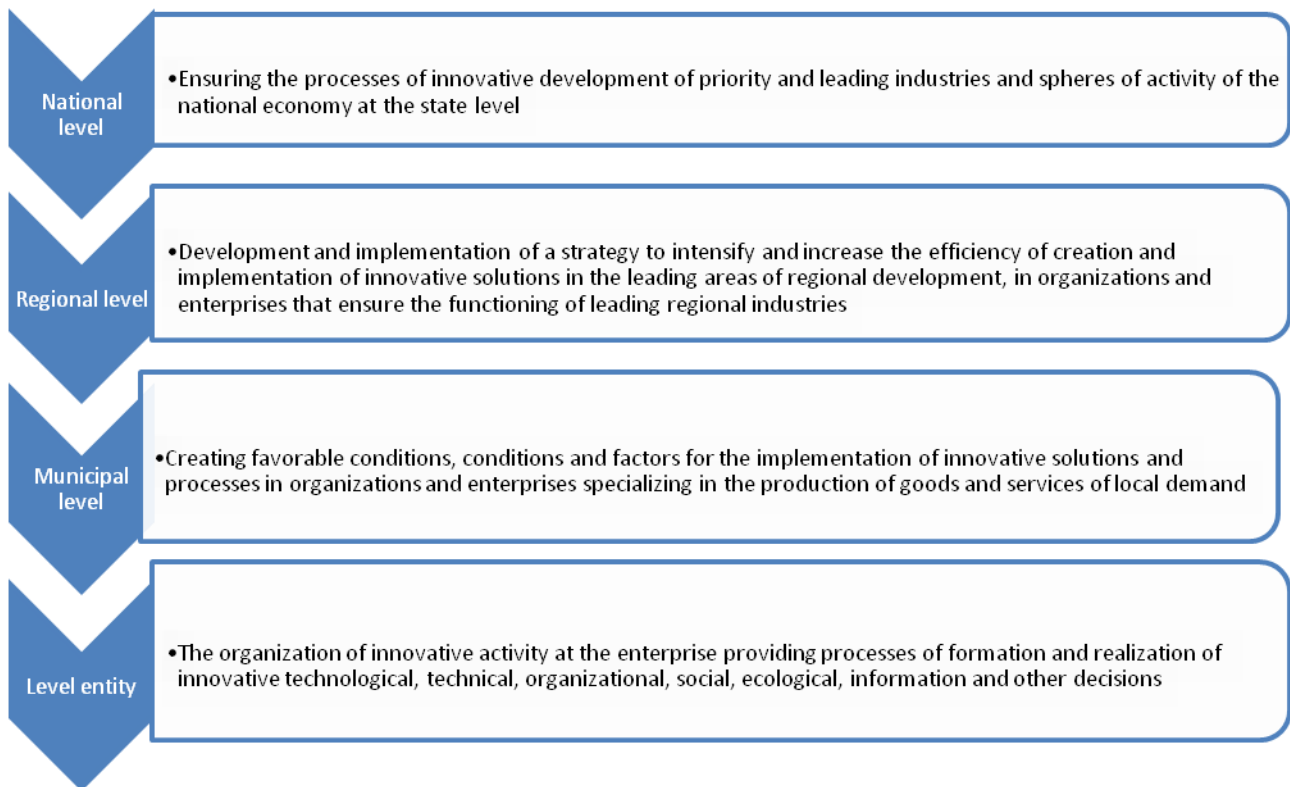 National
level
•Ensuring the processes of innovative development of priority and leading industries and spheres of activity of the
national economy at the state level
Regional level
•Development and implementation of a strategy to intensify and increase the efficiency of creation and
implementation of innovative solutions in the leading areas of regional development, in organizations and
enterprises that ensure the functioning of leading regional industries
Municipal
level
•Creating favorable conditions, conditions and factors for the implementation of innovative solutions and
processes in organizations and enterprises specializing in the production of goods and services of local demand
Level entity
•The organization of innovative activity at the enterprise providing processes of formation and realization of
innovative technological, technical, organizational, social, ecological, information and other decisions